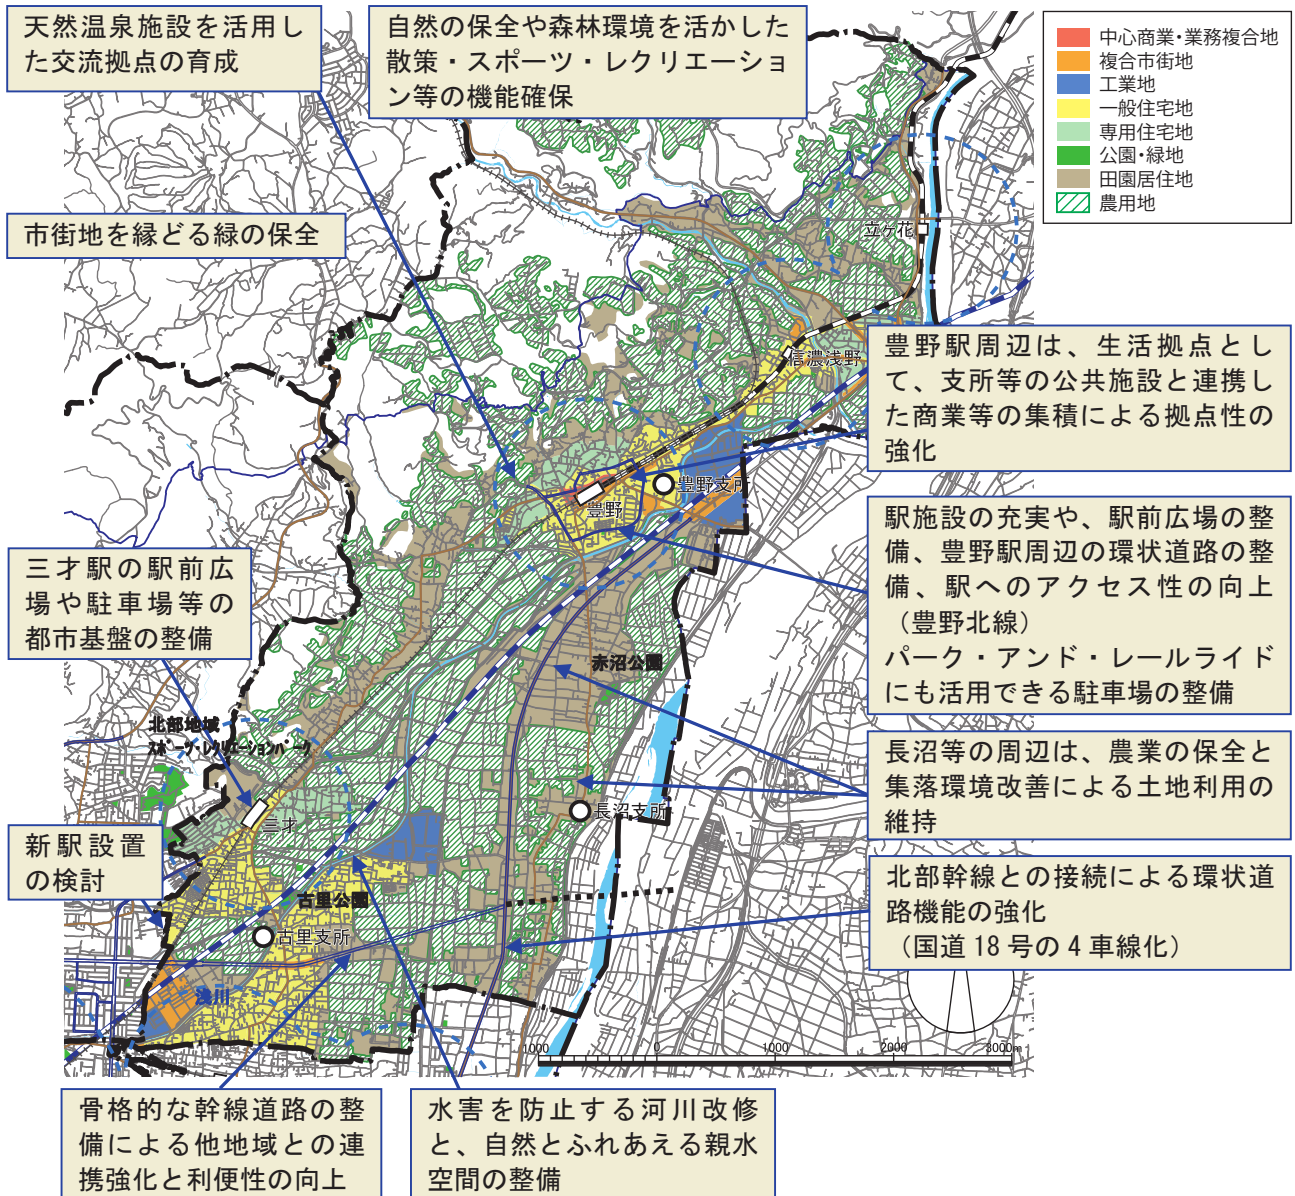 天然温泉施設を活用し
た交流拠点の育成
自然の保全や森林環境を活かした
散策・スポーツ・レクリエーショ
ン等の機能確保
中心商業・業務複合地
複合市街地
工業地
一般住宅地
専用住宅地
公園・緑地
田園居住地
農用地
市街地を縁どる緑の保全
立ケ花
信濃浅野
豊野駅周辺は、生活拠点とし
て、支所等の公共施設と連携し
た商業等の集積による拠点性の
強化
豊野支所
豊野
駅施設の充実や、駅前広場の整
備、豊野駅周辺の環状道路の整
備、駅へのアクセス性の向上
（豊野北線）
パーク・アンド・レールライド
にも活用できる駐車場の整備
三才駅の駅前広
場や駐車場等の
都市基盤の整備
赤沼公園
北部地域
スポーツ・レクリエーションパーク
長沼等の周辺は、農業の保全と
集落環境改善による土地利用の
維持
長沼支所
三才
新駅設置
の検討
古里公園
古里支所
北部幹線との接続による環状道
路機能の強化
（国道 18 号の 4 車線化）
浅川
1000 0 1000 2000 3000m
骨格的な幹線道路の整
備による他地域との連
携強化と利便性の向上
水害を防止する河川改修
と、自然とふれあえる親水
空間の整備